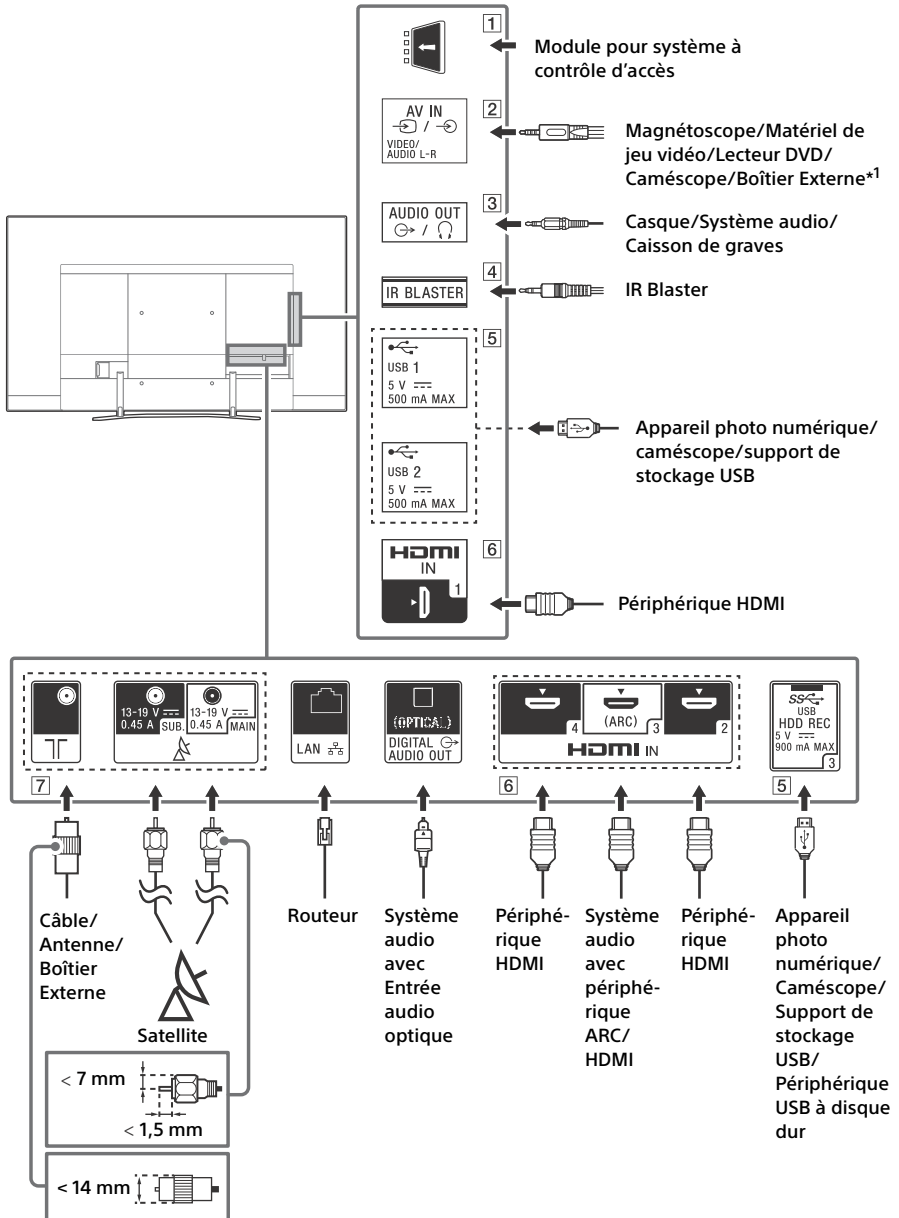 1
Module pour système à
contrôle d'accès
AV IN
/
VIDEO/
AUDIO L-R
2
Magnétoscope/Matériel de
jeu vidéo/Lecteur DVD/
Caméscope/Boîtier Externe*1
AUDIO OUT
/
3
Casque/Système audio/
Caisson de graves
IR BLASTER
4
IR Blaster
5
USB 1
5 V
500 mA MAX
USB 2
5 V
500 mA MAX
Appareil photo numérique/
caméscope/support de
stockage USB
HDMI
IN
1
6
Périphérique HDMI
13-19 V
0.45 A
SUB.
13-19 V
0.45 A
MAIN
7
LAN
(OPTICAL)
DIGITAL
AUDIO OUT
4
(ARC)
3
2
HDMI IN
6
SS
USB
HDD REC
5 V
900 mA MAX
3
5
Câble/
Antenne/
Boîtier
Externe
Satellite
Routeur
Système
audio
avec
Entrée
audio
optique
Périphé-
rique
HDMI
Système
audio
avec
périphé-
rique
ARC/
HDMI
Périphé-
rique
HDMI
Appareil
photo
numérique/
Caméscope/
Support de
stockage
USB/
Périphérique
USB à disque
dur
< 7 mm
< 1,5 mm
< 14 mm